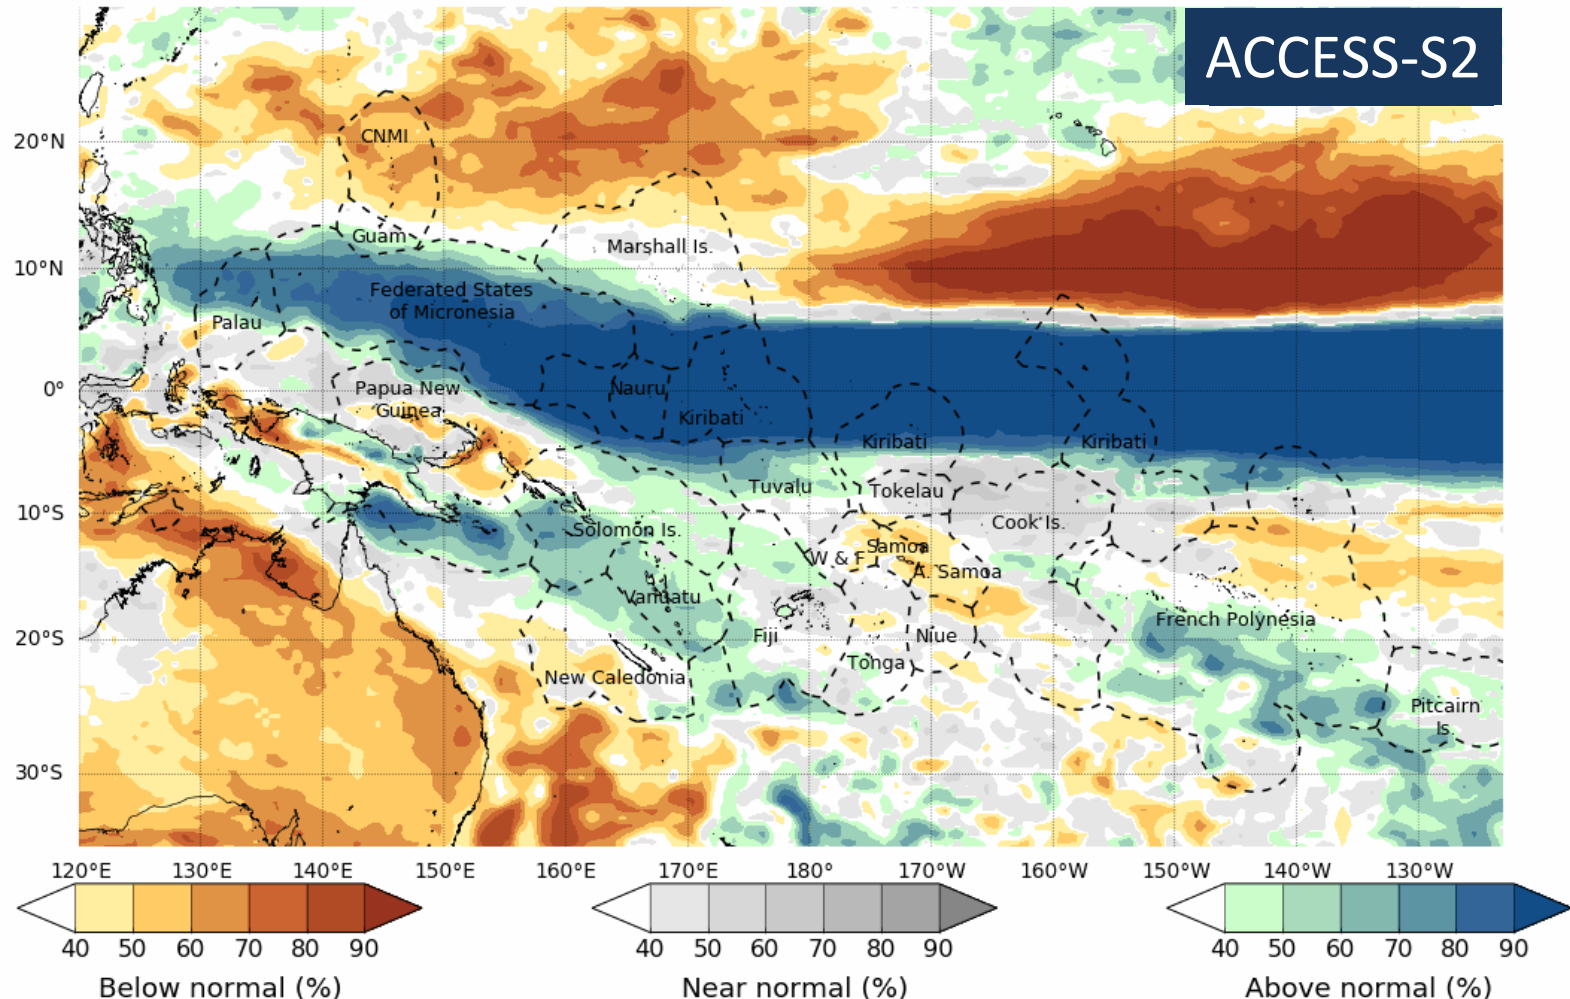 ACCESS-S2
20°N
CNMI
Guam
Marshall Is.
10°N
Federated States
of Micronesia
Palau
0°
Papua New
Guinea
Nauru
Kiribati
Kiribati
Kiribati
Tuvalu
Tokelau
10°S
Solomon Is.
Cook Is.
W & F
Samoa
A. Samoa
Vanuatu
French Polynesia
20°S
Fiji
Niue
Tonga
New Caledonia
Pitcairn
Is.
30°S
120°E 130°E 140°E 150°E 160°E 170°E 180° 170°W 160°W 150°W 140°W 130°W
40 50 60 70 80 90
Below normal (%)
40 50 60 70 80 90
Near normal (%)
40 50 60 70 80 90
Above normal (%)